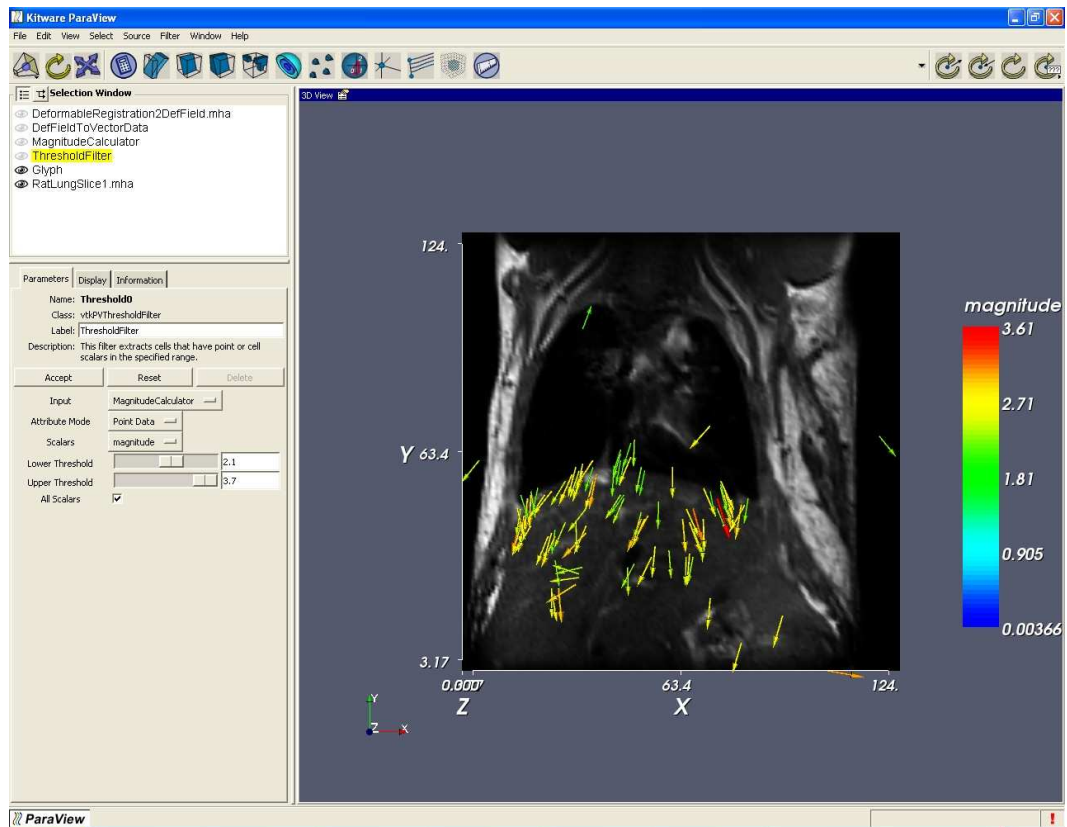 Kitware ParaView
File Edit View Select Source Filter Window Help
Selection Window
DeformableRegistration2DefField.mha
DefFieldToVectorData
MagnitudeCalculator
ThresholdFilter
Glyph
RatLungSlice1.mha
Parameters Display Information
Name: Threshold0
Class: vtkPVThresholdFilter
Label: ThresholdFilter
Description: This filter extracts cells that have point or cell
scalars in the specified range.
Accept Reset Delete
Input MagnitudeCalculator
Attribute Mode Point Data
Scalars magnitude
Lower Threshold 2.1
Upper Threshold 3.7
All Scalars
3D View
124.
Y 63.4
3.17
63.4
124.
Z
X
Y
Z
X
magnitude
3.61
2.71
1.81
0.905
0.00366
ParaView